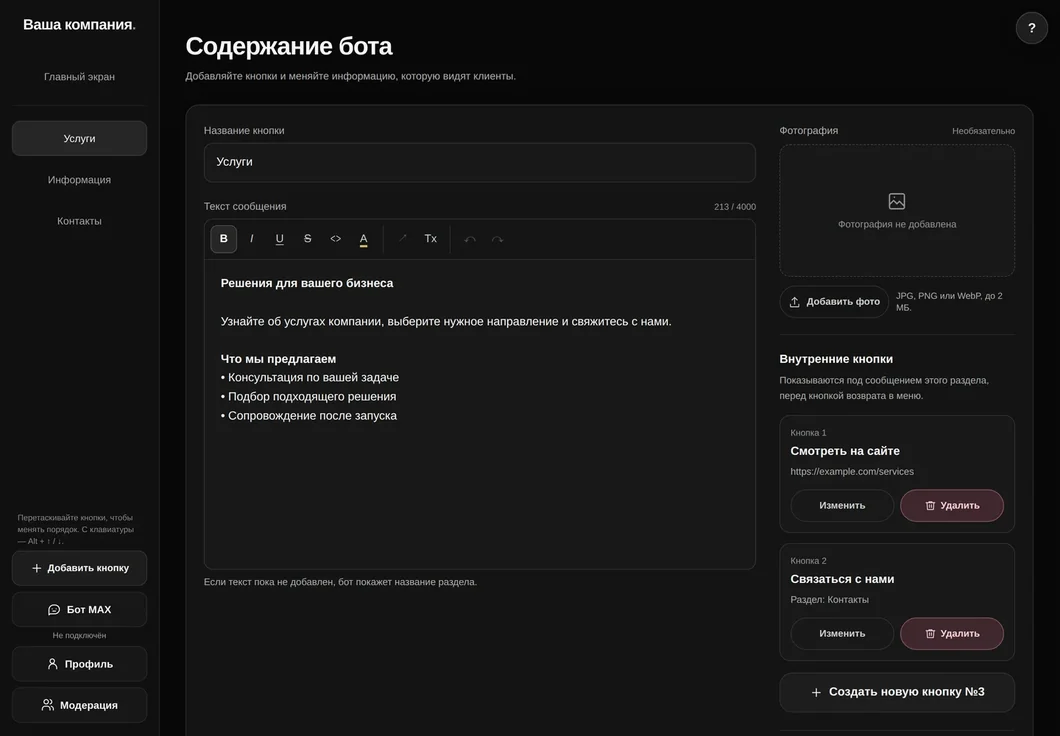 Ваша компания.
Главный экран
Услуги
Информация
Контакты
Перетаскивайте кнопки, чтобы
менять порядок. С клавиатуры
— Alt + ↑ / ↓.
Добавить кнопку
Бот MAX
Не подключён
Профиль
Модерация
?
Содержание бота
Добавляйте кнопки и меняйте информацию, которую видят клиенты.
Название кнопки
Услуги
Текст сообщения
213 / 4000
B I U S <> A Tx
Решения для вашего бизнеса
Узнайте об услугах компании, выберите нужное направление и свяжитесь с нами.
Что мы предлагаем
• Консультация по вашей задаче
• Подбор подходящего решения
• Сопровождение после запуска
Если текст пока не добавлен, бот покажет название раздела.
Фотография
Необязательно
Фотография не добавлена
Добавить фото
JPG, PNG или WebP, до 2
МБ.
Внутренние кнопки
Показываются под сообщением этого раздела,
перед кнопкой возврата в меню.
Кнопка 1
Смотреть на сайте
https://example.com/services
Изменить
Удалить
Кнопка 2
Связаться с нами
Раздел: Контакты
Изменить
Удалить
Создать новую кнопку №3